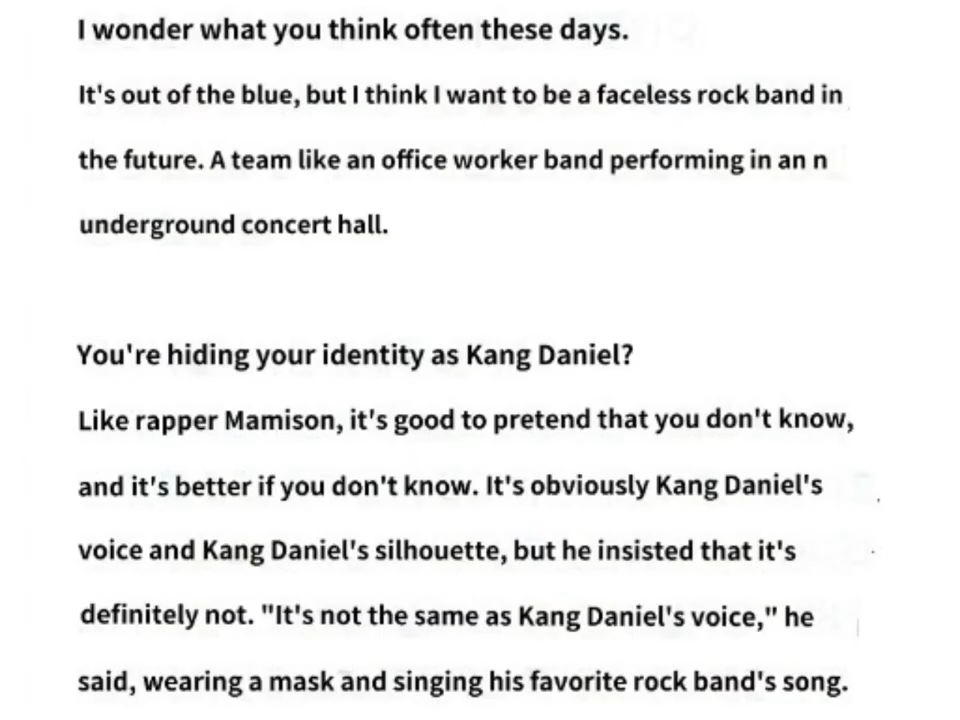 I wonder what you think often these days.
It's out of the blue, but I think I want to be a faceless rock band in
the future. A team like an office worker band performing in an n
underground concert hall.
You're hiding your identity as Kang Daniel?
Like rapper Mamison, it's good to pretend that you don't know,
and it's better if you don't know. It's obviously Kang Daniel's
voice and Kang Daniel's silhouette, but he insisted that it's
definitely not. "It's not the same as Kang Daniel's voice," he
said, wearing a mask and singing his favorite rock band's song.